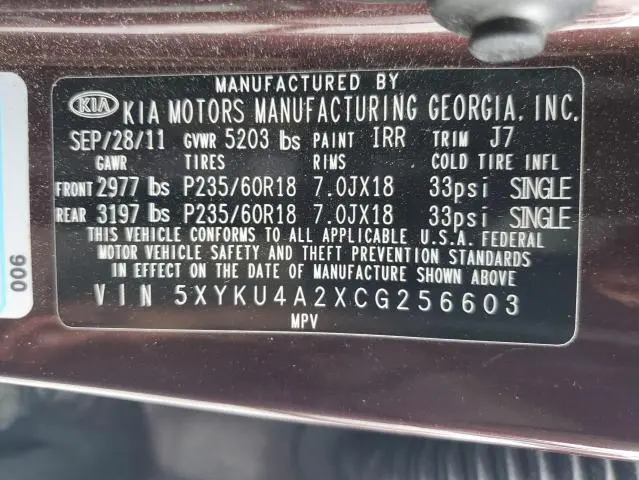 MANUFACTURED BY
KIA KIA MOTORS MANUFACTURING GEORGIA, INC.
SEP/28/11 GVWR 5203 lbs PAINT IRR TRIM J7
GAWR TIRES RIMS COLD TIRE INFL
FRONT 2977 lbs P235/60R18 7.0JX18 33psi SINGLE
REAR 3197 lbs P235/60R18 7.0JX18 33psi SINGLE
THIS VEHICLE CONFORMS TO ALL APPLICABLE U.S.A. FEDERAL
MOTOR VEHICLE SAFETY AND THEFT PREVENTION STANDARDS
IN EFFECT ON THE DATE OF MANUFACTURE SHOWN ABOVE
VIN 5XYKU4A2XCG256603
MPV
006